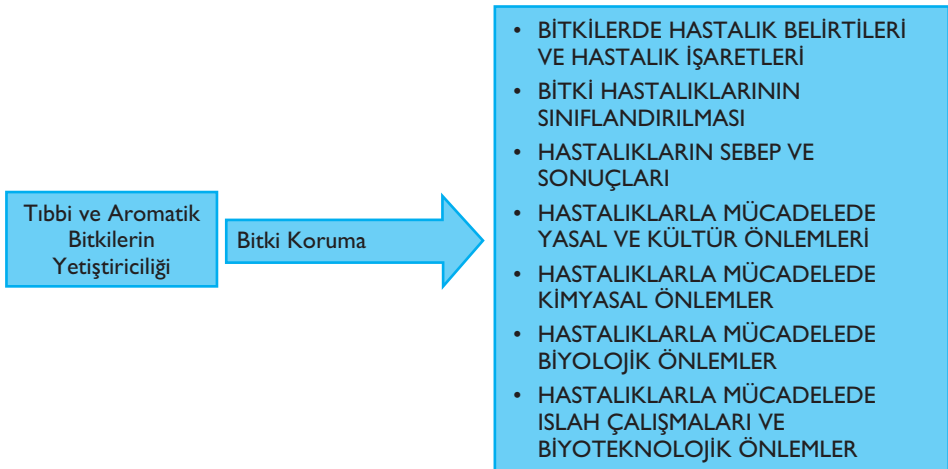 Tıbbi ve Aromatik
Bitkilerin
Yetiştiriciliği
Bitki Koruma
• BİTKİLERDE HASTALIK BELİRTİLERİ
VE HASTALIK İŞARETLERİ
• BİTKİ HASTALIKLARININ
SINIFLANDIRILMASI
• HASTALIKLARIN SEBEP VE
SONUÇLARI
• HASTALIKLARLA MÜCADELEDE
YASAL VE KÜLTÜR ÖNLEMLERİ
• HASTALIKLARLA MÜCADELEDE
KİMYASAL ÖNLEMLER
• HASTALIKLARLA MÜCADELEDE
BİYOLOJİK ÖNLEMLER
• HASTALIKLARLA MÜCADELEDE
ISLAH ÇALIŞMALARI VE
BİYOTEKNOLOJİK ÖNLEMLER